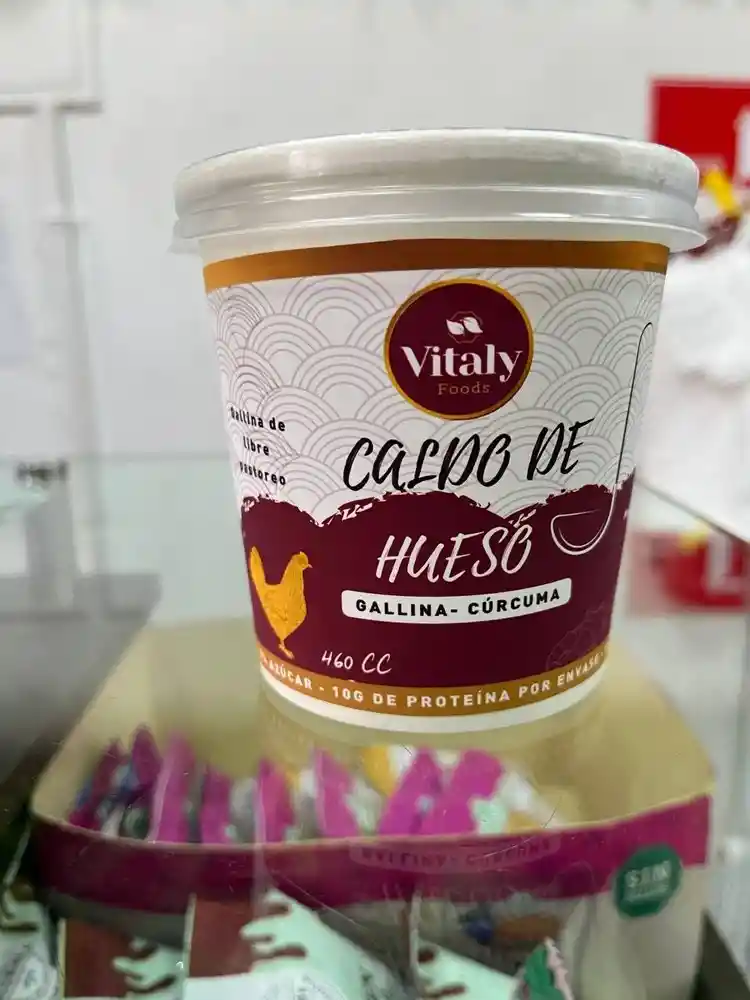 Vitaly
Foods
Gallina de
libre
pastoreo
CALDO DE
HUESO
GALLINA- CÚRCUMA
460 CC
AZÚCAR - 10G DE PROTEÍNA POR ENVASE
SIN